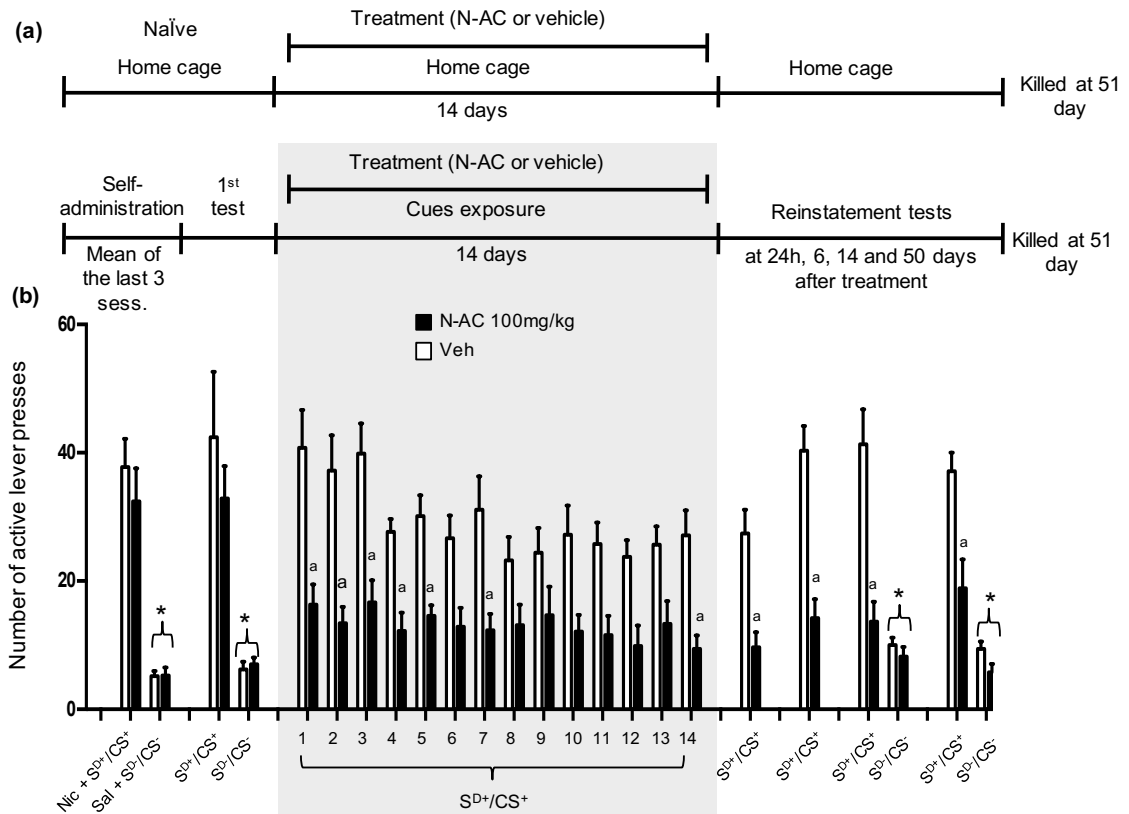 (a)
Treatment (N-AC or vehicle)
NaÏve
Home cage
Home cage
Home cage
14 days
Killed at 51
day
Treatment (N-AC or vehicle)
Self-
administration
1st
test
Cues exposure
Reinstatement tests
Mean of
the last 3
sess.
14 days
at 24h, 6, 14 and 50 days
after treatment
Killed at 51
day
(b)
N-AC 100mg/kg
Veh
Number of active lever presses
60
40
20
0
* * * *
a a a a a a a a a a a
1 2 3 4 5 6 7 8 9 10 11 12 13 14
Nic + SD+/CS+
Sal + SD-/CS-
SD+/CS+
SD-/CS-
SD+/CS+
SD+/CS+
SD+/CS+
SD+/CS+
SD-/CS-
SD+/CS+
SD-/CS-